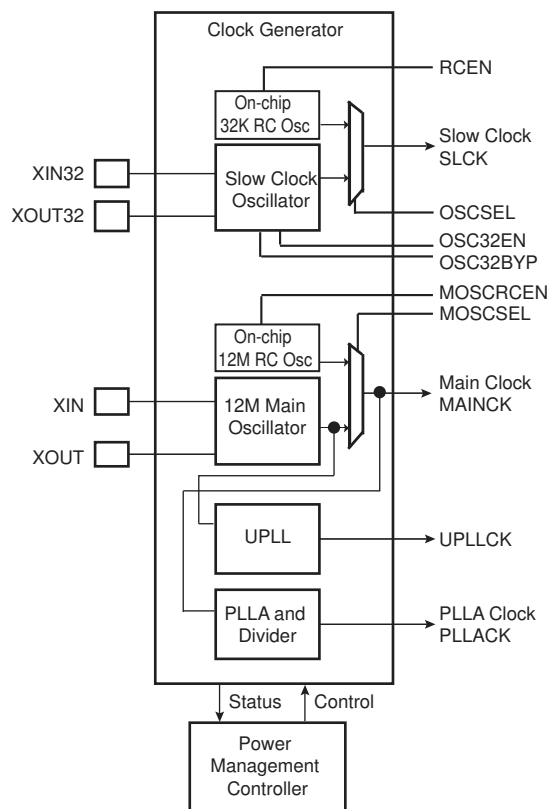 Clock Generator
RCEN
On-chip
32K RC Osc
Slow Clock
SLCK
XIN32
Slow Clock
Oscillator
XOUT32
OSCSEL
OSC32EN
OSC32BYP
MOSCRCEN
MOSCSEL
On-chip
12M RC Osc
XIN
12M Main
Oscillator
Main Clock
MAINCK
XOUT
UPLL
UPLLCK
PLLA and
Divider
PLLA Clock
PLLACK
Status
Control
Power
Management
Controller